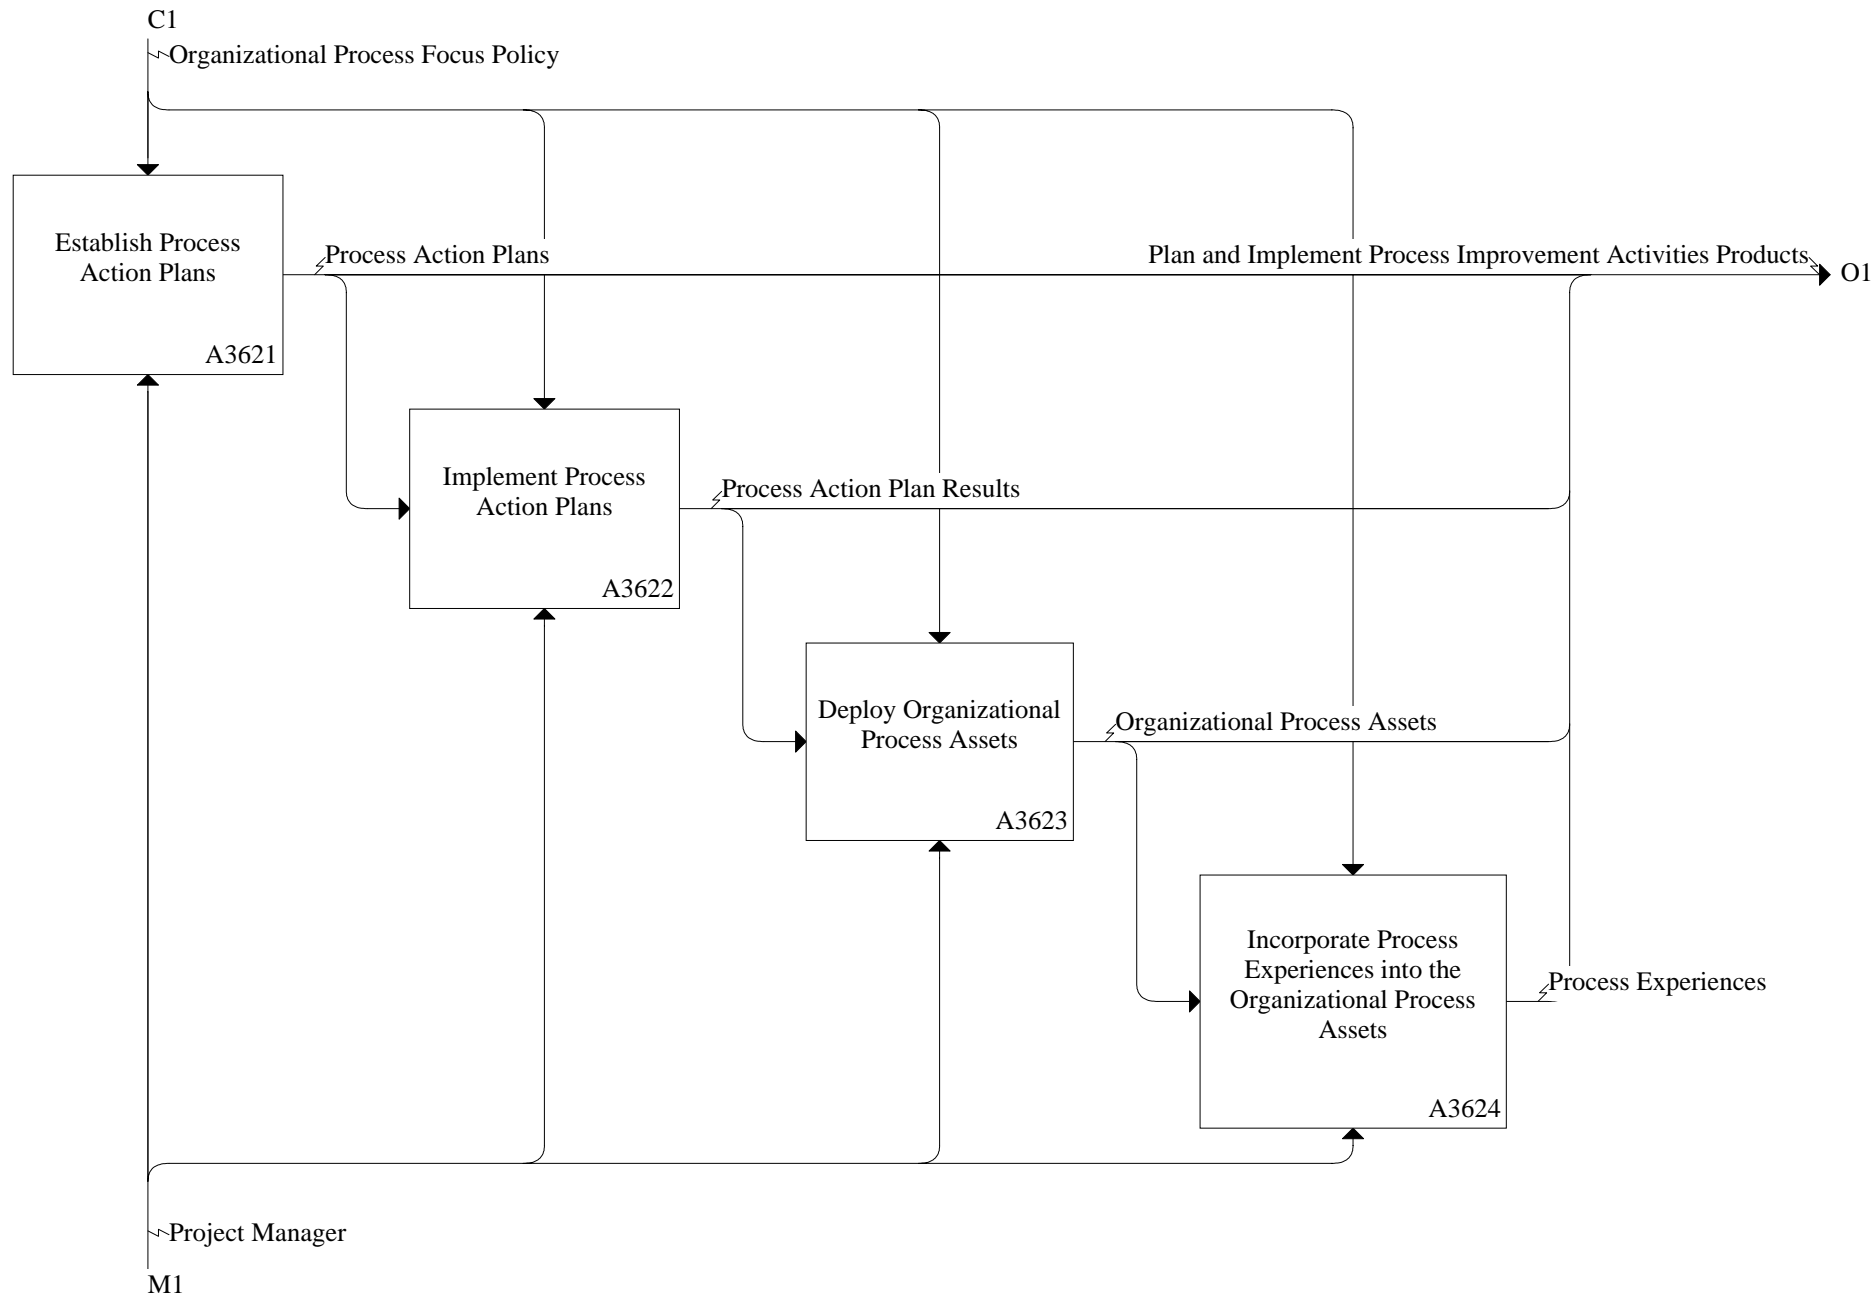 C1
Organizational Process Focus Policy
Establish Process
Action Plans
A3621
Process Action Plans
Plan and Implement Process Improvement Activities Products
O1
Implement Process
Action Plans
A3622
Process Action Plan Results
Deploy Organizational
Process Assets
A3623
Organizational Process Assets
Incorporate Process
Experiences into the
Organizational Process
Assets
A3624
Process Experiences
Project Manager
M1